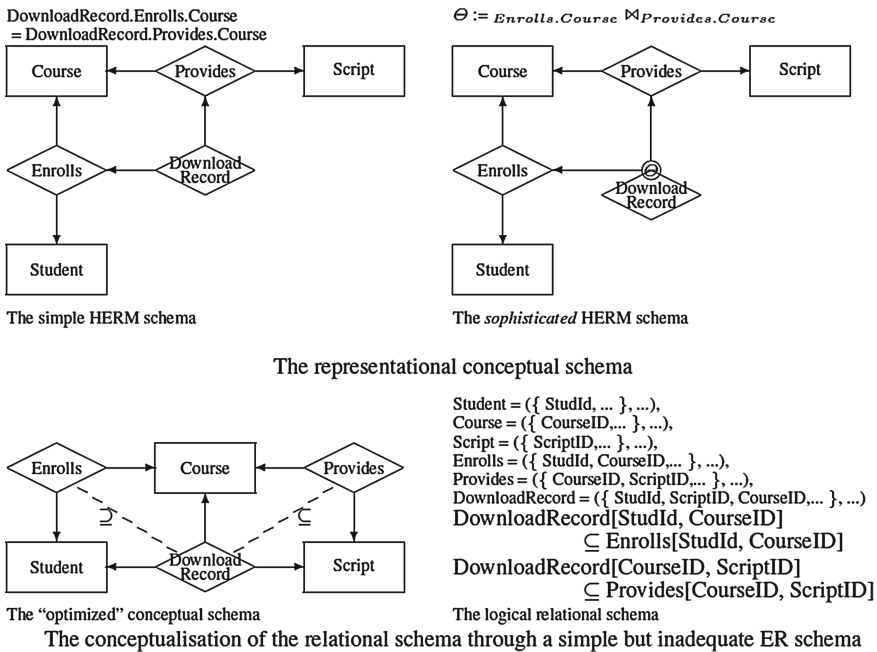 DownloadRecord.Enrolls.Course
= DownloadRecord.Provides.Course
Course
Provides
Script
Enrolls
Download
Record
Student
The simple HERM schema
Θ := Enrolls.Course ⋈Provides.Course
Course
Provides
Script
Enrolls
Θ
Download
Record
Student
The sophisticated HERM schema
The representational conceptual schema
Enrolls
Course
Provides
⊇
⊆
Student
Download
Record
Script
The “optimized” conceptual schema
Student = ({ StudId, ... }, ...),
Course = ({ CourseID,... }, ...),
Script = ({ ScriptID,... }, ...),
Enrolls = ({ StudId, CourseID,... }, ...),
Provides = ({ CourseID, ScriptID,... }, ...),
DownloadRecord = ({ StudId, ScriptID, CourseID,... }, ...)
DownloadRecord[StudId, CourseID]
⊆ Enrolls[StudId, CourseID]
DownloadRecord[CourseID, ScriptID]
⊆ Provides[CourseID, ScriptID]
The logical relational schema
The conceptualisation of the relational schema through a simple but inadequate ER schema